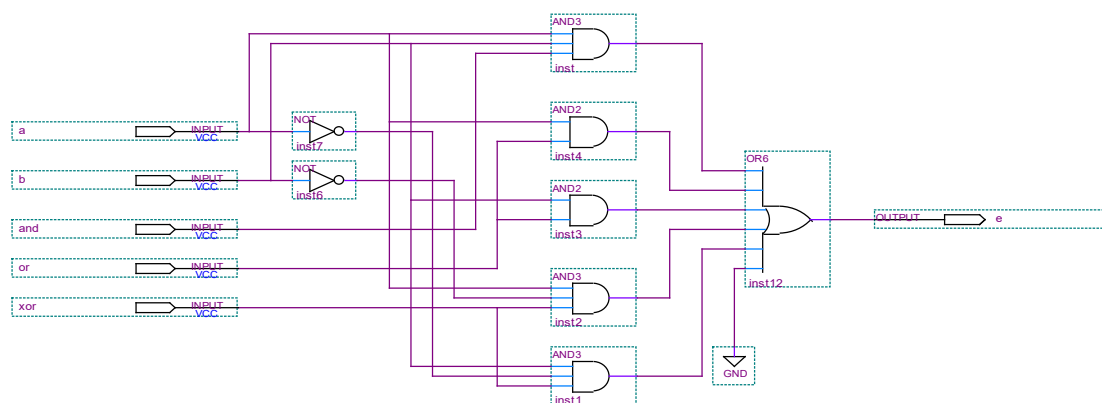 AND3
inst
AND2
inst4
a
INPUT
VCC
NOT
inst7
OR6
b
INPUT
VCC
NOT
inst6
AND2
inst3
and
INPUT
VCC
OUTPUT
e
or
INPUT
VCC
AND3
inst2
inst12
xor
INPUT
VCC
AND3
inst1
GND